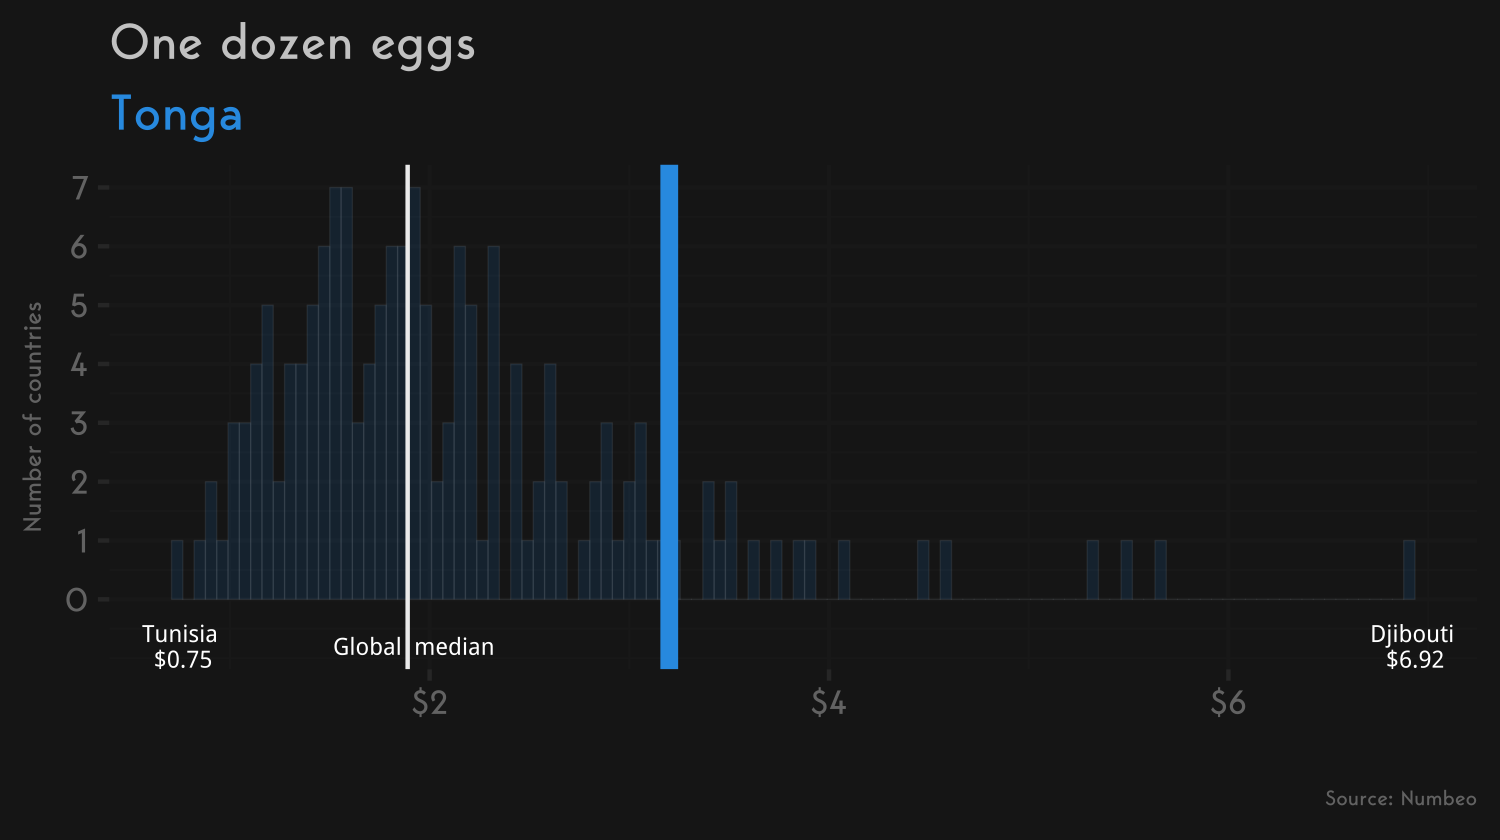 One dozen eggs
Tonga
Number of countries
7
6
5
4
3
2
1
0
Tunisia
$0.75
Global median
Djibouti
$6.92
$2
$4
$6
Source: Numbeo